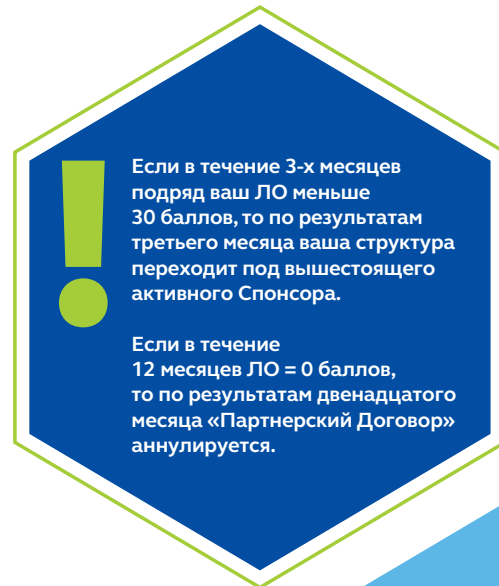 !
Если в течение 3-х месяцев
подряд ваш ЛО меньше
30 баллов, то по результатам
третьего месяца ваша структура
переходит под вышестоящего
активного Спонсора.
Если в течение
12 месяцев ЛО = 0 баллов,
то по результатам двенадцатого
месяца «Партнерский Договор»
аннулируется.